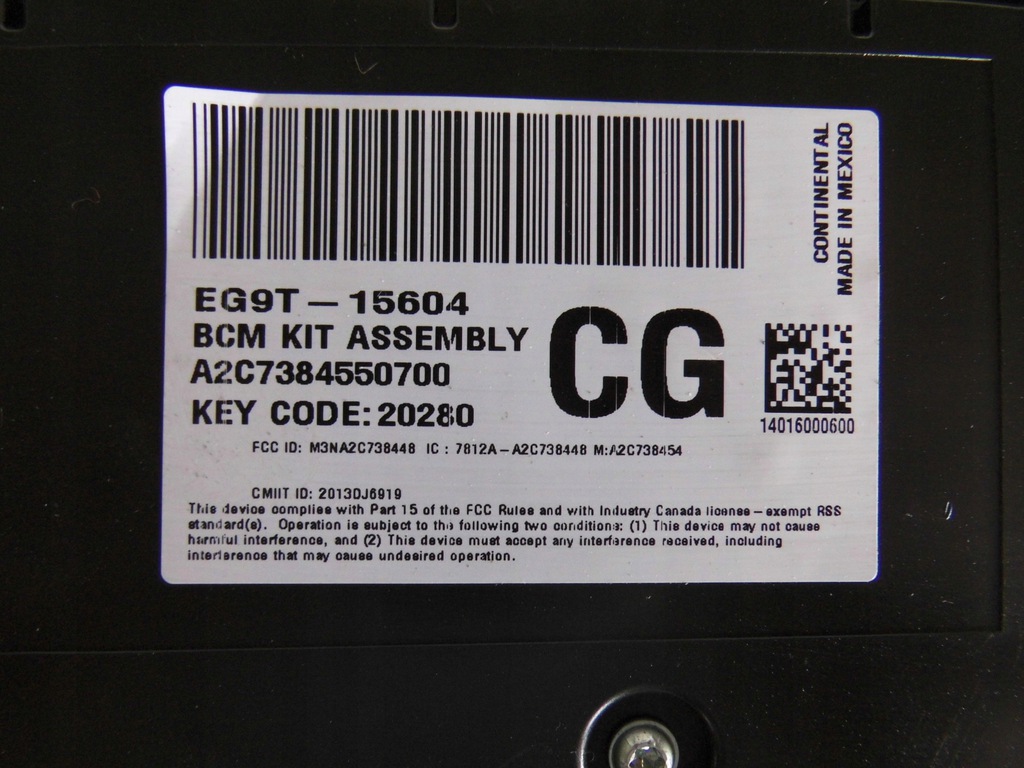 CONTINENTAL
MADE IN MEXICO
EG9T – 15604
BCM KIT ASSEMBLY
A2C7384550700
KEY CODE: 20280
CG
14016000600
FCC ID: M3NA2C738448 IC : 7812A–A2C738448 M:A2C738454
CMIIT ID: 2013DJ6919
This device complies with Part 15 of the FCC Rules and with Industry Canada license–exempt RSS
standard(s). Operation is subject to the following two conditions: (1) This device may not cause
harmful interference, and (2) This device must accept any interference received, including
interference that may cause undesired operation.